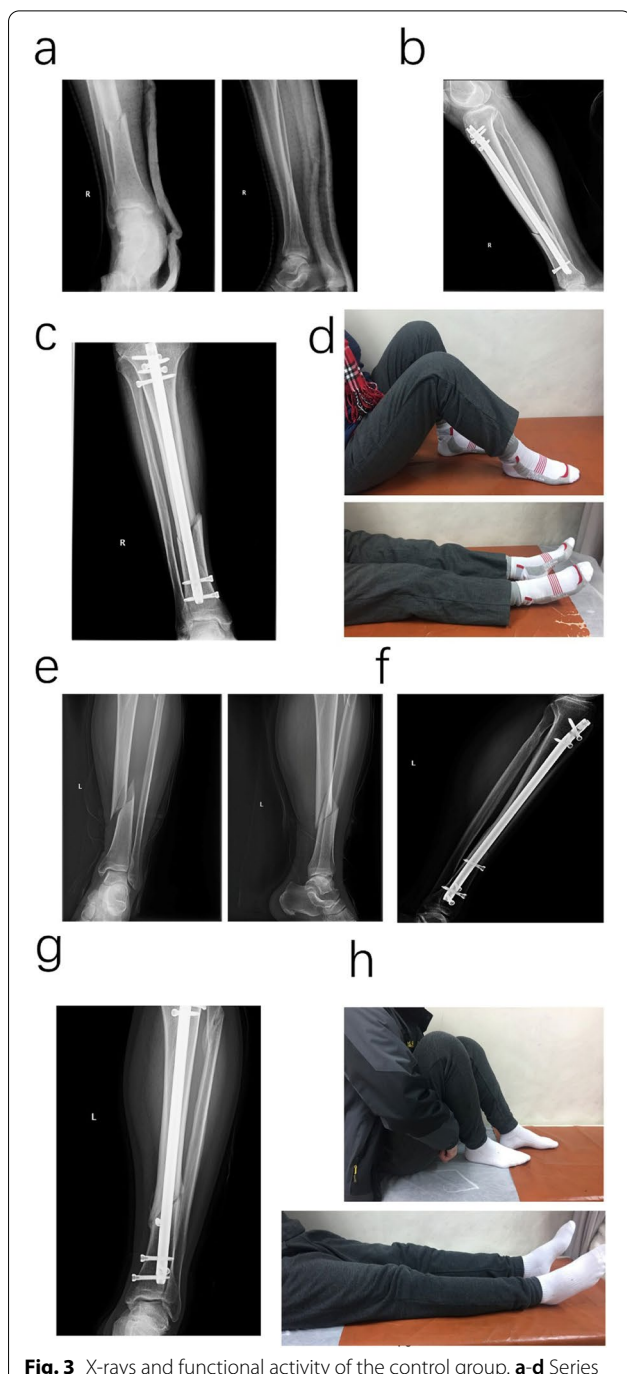 a
b
R
R
R
c
d
R
e
f
L
L
L
g
h
L
Fig. 3 X-rays and functional activity of the control group. a-d Series